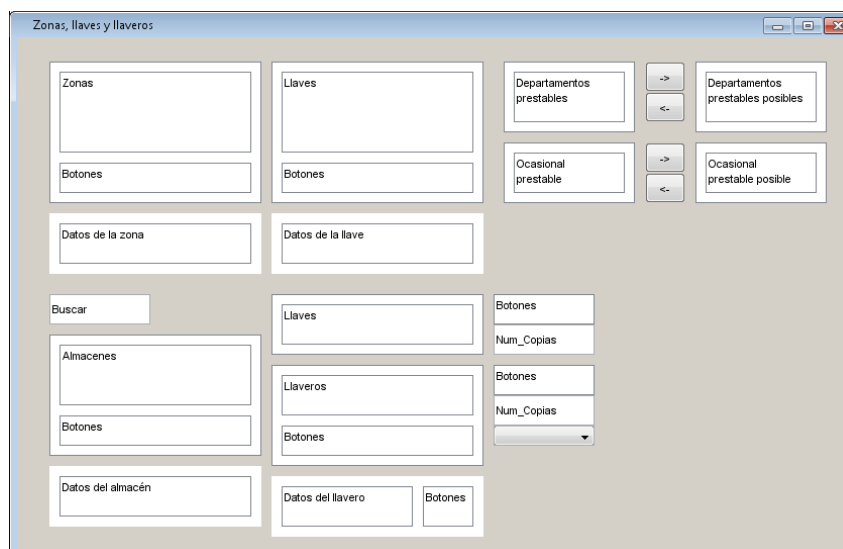 Zonas, llaves y llaveros
Zonas
Botones
Llaves
Botones
Departamentos
prestables
->
<-
Departamentos
prestables posibles
Ocasional
prestable
->
<-
Ocasional
prestable posible
Datos de la zona
Datos de la llave
Buscar
Almacenes
Botones
Llaves
Botones
Num_Copias
Llaveros
Botones
Botones
Num_Copias
Datos del almacén
Datos del llavero
Botones